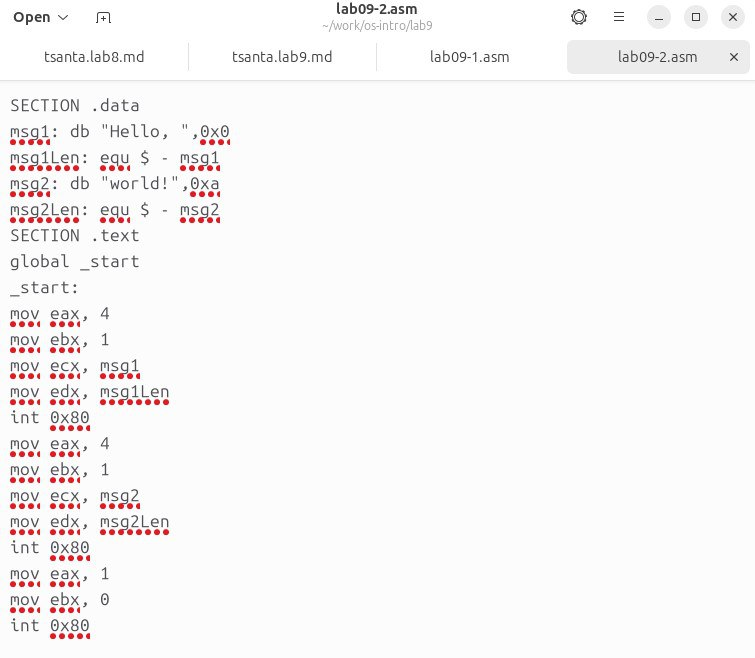 Open
lab09-2.asm
~/work/os-intro/lab9
tsanta.lab8.md
tsanta.lab9.md
lab09-1.asm
lab09-2.asm
SECTION .data
msg1: db "Hello, ",0x0
msg1Len: equ $ - msg1
msg2: db "world!",0xa
msg2Len: equ $ - msg2
SECTION .text
global _start
_start:
mov eax, 4
mov ebx, 1
mov ecx, msg1
mov edx, msg1Len
int 0x80
mov eax, 4
mov ebx, 1
mov ecx, msg2
mov edx, msg2Len
int 0x80
mov eax, 1
mov ebx, 0
int 0x80